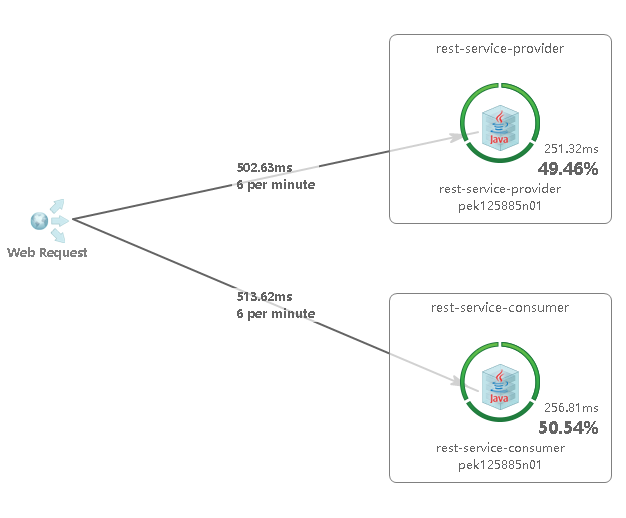 rest-service-provider
Java
251.32ms
49.46%
rest-service-provider
pek125885n01
502.63ms
6 per minute
Web Request
513.62ms
6 per minute
rest-service-consumer
Java
256.81ms
50.54%
rest-service-consumer
pek125885n01